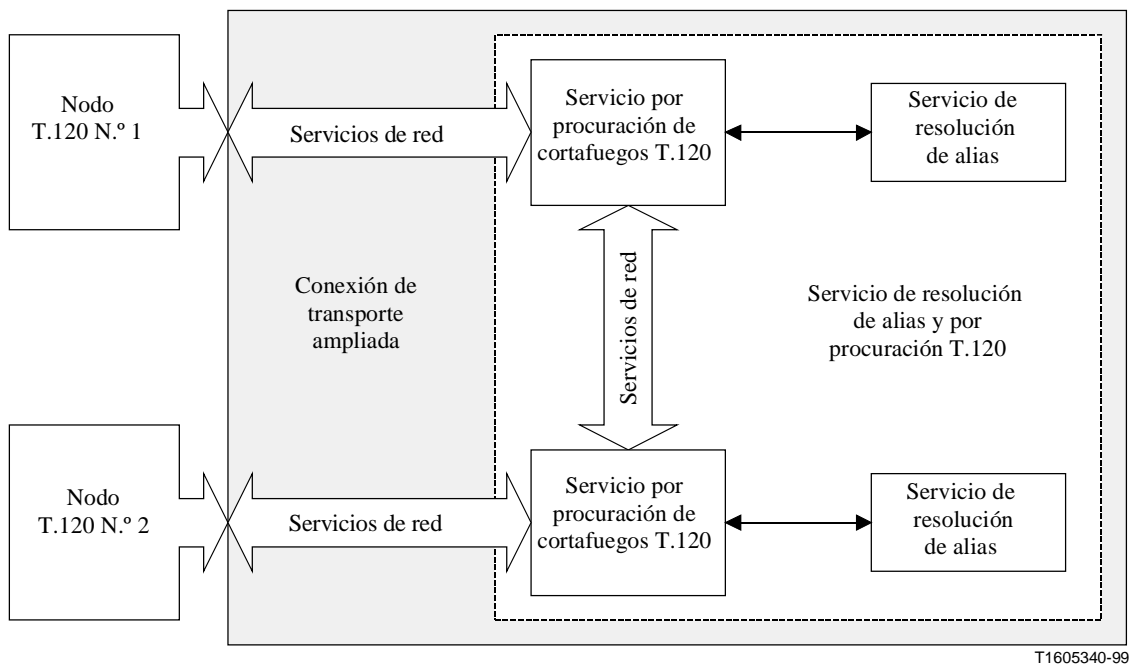 Nodo
T.120 N.º 1
Servicios de red
Servicio por
procuración de
cortafuegos T.120
Servicio de
resolución
de alias
Conexión de
transporte
ampliada
Servicios de red
Servicio de resolución
de alias y por
procuración T.120
Nodo
T.120 N.º 2
Servicios de red
Servicio por
procuración de
cortafuegos T.120
Servicio de
resolución
de alias
T1605340-99